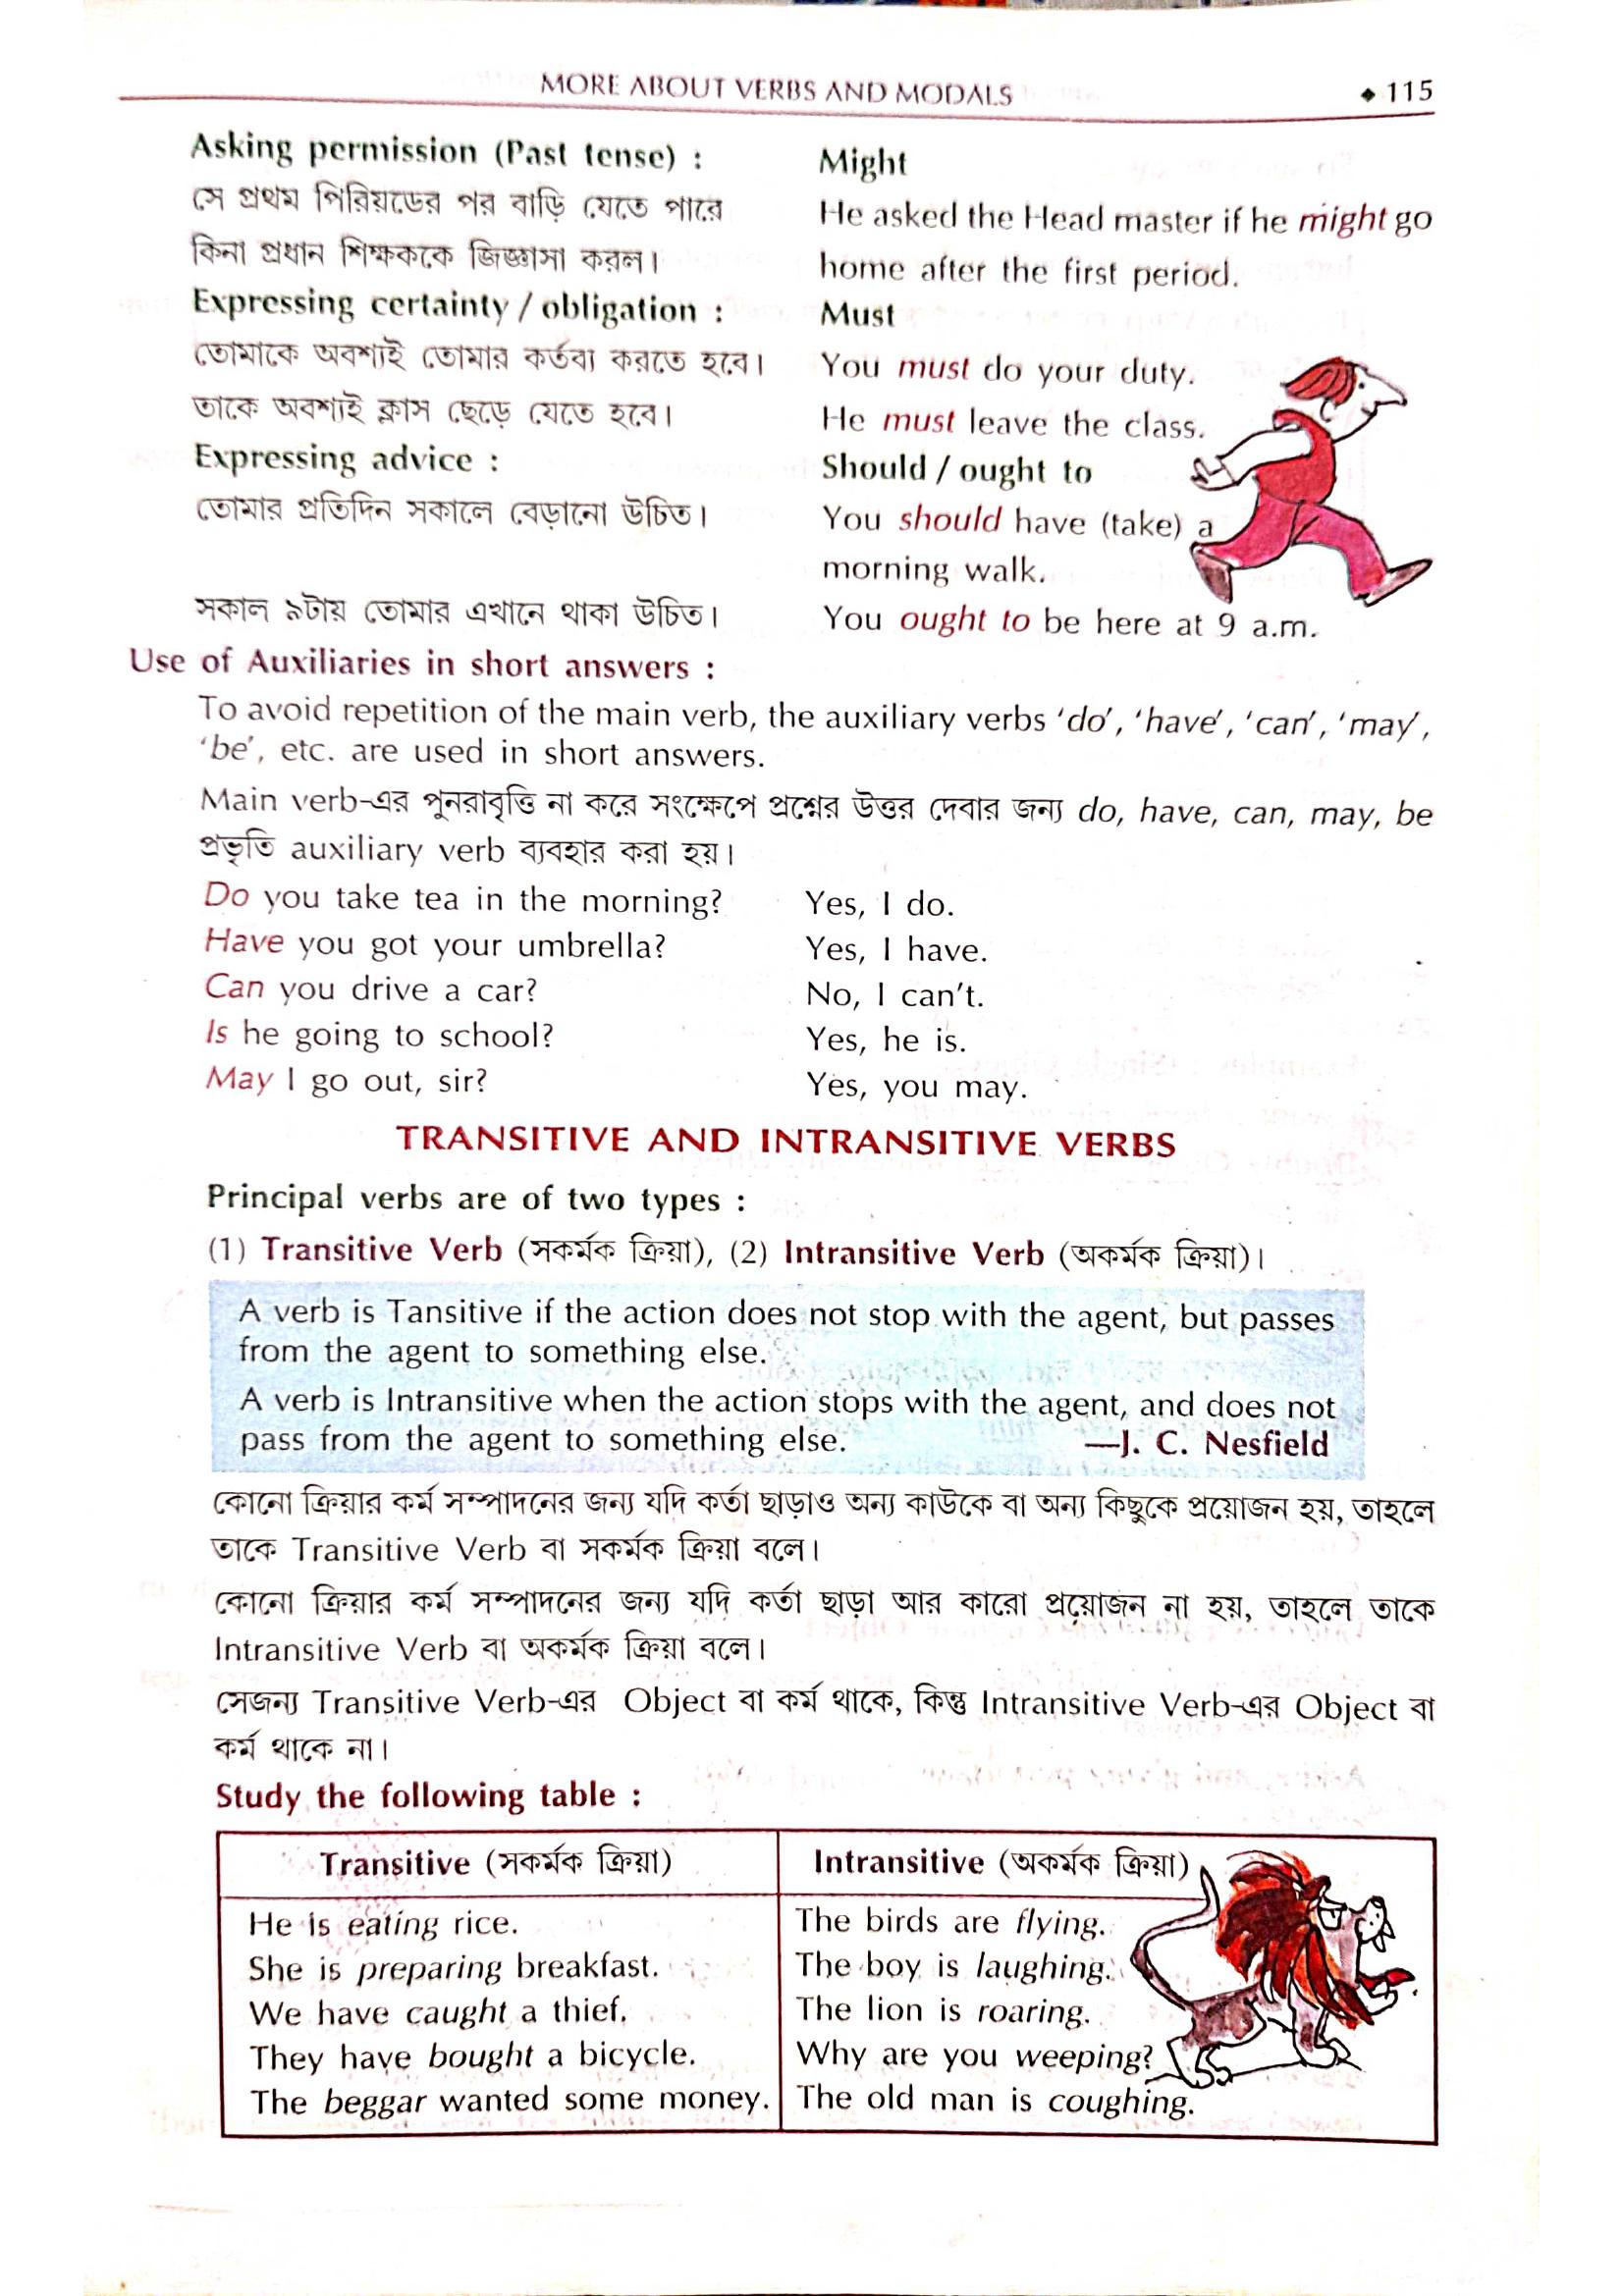 MORE ABOUT VERBS AND MODALS ◆ 115
Asking permission (Past tense) : Might
সে প্রথম পিরিয়ডের পর বাড়ি যেতে পারে He asked the Head master if he might go
কিনা প্রধান শিক্ষককে জিজ্ঞাসা করল। home after the first period.
Expressing certainty / obligation : Must
তোমাকে অবশ্যই তোমার কর্তব্য করতে হবে। You must do your duty.
তাকে অবশ্যই ক্লাস ছেড়ে যেতে হবে। He must leave the class.
Expressing advice : Should / ought to
তোমার প্রতিদিন সকালে বেড়ানো উচিত। You should have (take) a
morning walk.
সকাল ৯টায় তোমার এখানে থাকা উচিত। You ought to be here at 9 a.m.
Use of Auxiliaries in short answers :
To avoid repetition of the main verb, the auxiliary verbs ‘do’, ‘have’, ‘can’, ‘may’,
‘be’, etc. are used in short answers.
Main verb-এর পুনরাবৃত্তি না করে সংক্ষেপে প্রশ্নের উত্তর দেবার জন্য do, have, can, may, be
প্রভৃতি auxiliary verb ব্যবহার করা হয়।
Do you take tea in the morning? Yes, I do.
Have you got your umbrella? Yes, I have.
Can you drive a car? No, I can’t.
Is he going to school? Yes, he is.
May I go out, sir? Yes, you may.
TRANSITIVE AND INTRANSITIVE VERBS
Principal verbs are of two types :
(1) Transitive Verb (সকর্মক ক্রিয়া), (2) Intransitive Verb (অকর্মক ক্রিয়া)।
A verb is Tansitive if the action does not stop with the agent, but passes
from the agent to something else.
A verb is Intransitive when the action stops with the agent, and does not
pass from the agent to something else. —J. C. Nesfield
কোনো ক্রিয়ার কর্ম সম্পাদনের জন্য যদি কর্তা ছাড়াও অন্য কাউকে বা অন্য কিছুকে প্রয়োজন হয়, তাহলে
তাকে Transitive Verb বা সকর্মক ক্রিয়া বলে।
কোনো ক্রিয়ার কর্ম সম্পাদনের জন্য যদি কর্তা ছাড়া আর কারো প্রয়োজন না হয়, তাহলে তাকে
Intransitive Verb বা অকর্মক ক্রিয়া বলে।
সেজন্য Transitive Verb-এর Object বা কর্ম থাকে, কিন্তু Intransitive Verb-এর Object বা
কর্ম থাকে না।
Study the following table :
Transitive (সকর্মক ক্রিয়া) Intransitive (অকর্মক ক্রিয়া)
He is eating rice. The birds are flying.
She is preparing breakfast. The boy is laughing.
We have caught a thief. The lion is roaring.
They have bought a bicycle. Why are you weeping?
The beggar wanted some money. The old man is coughing.